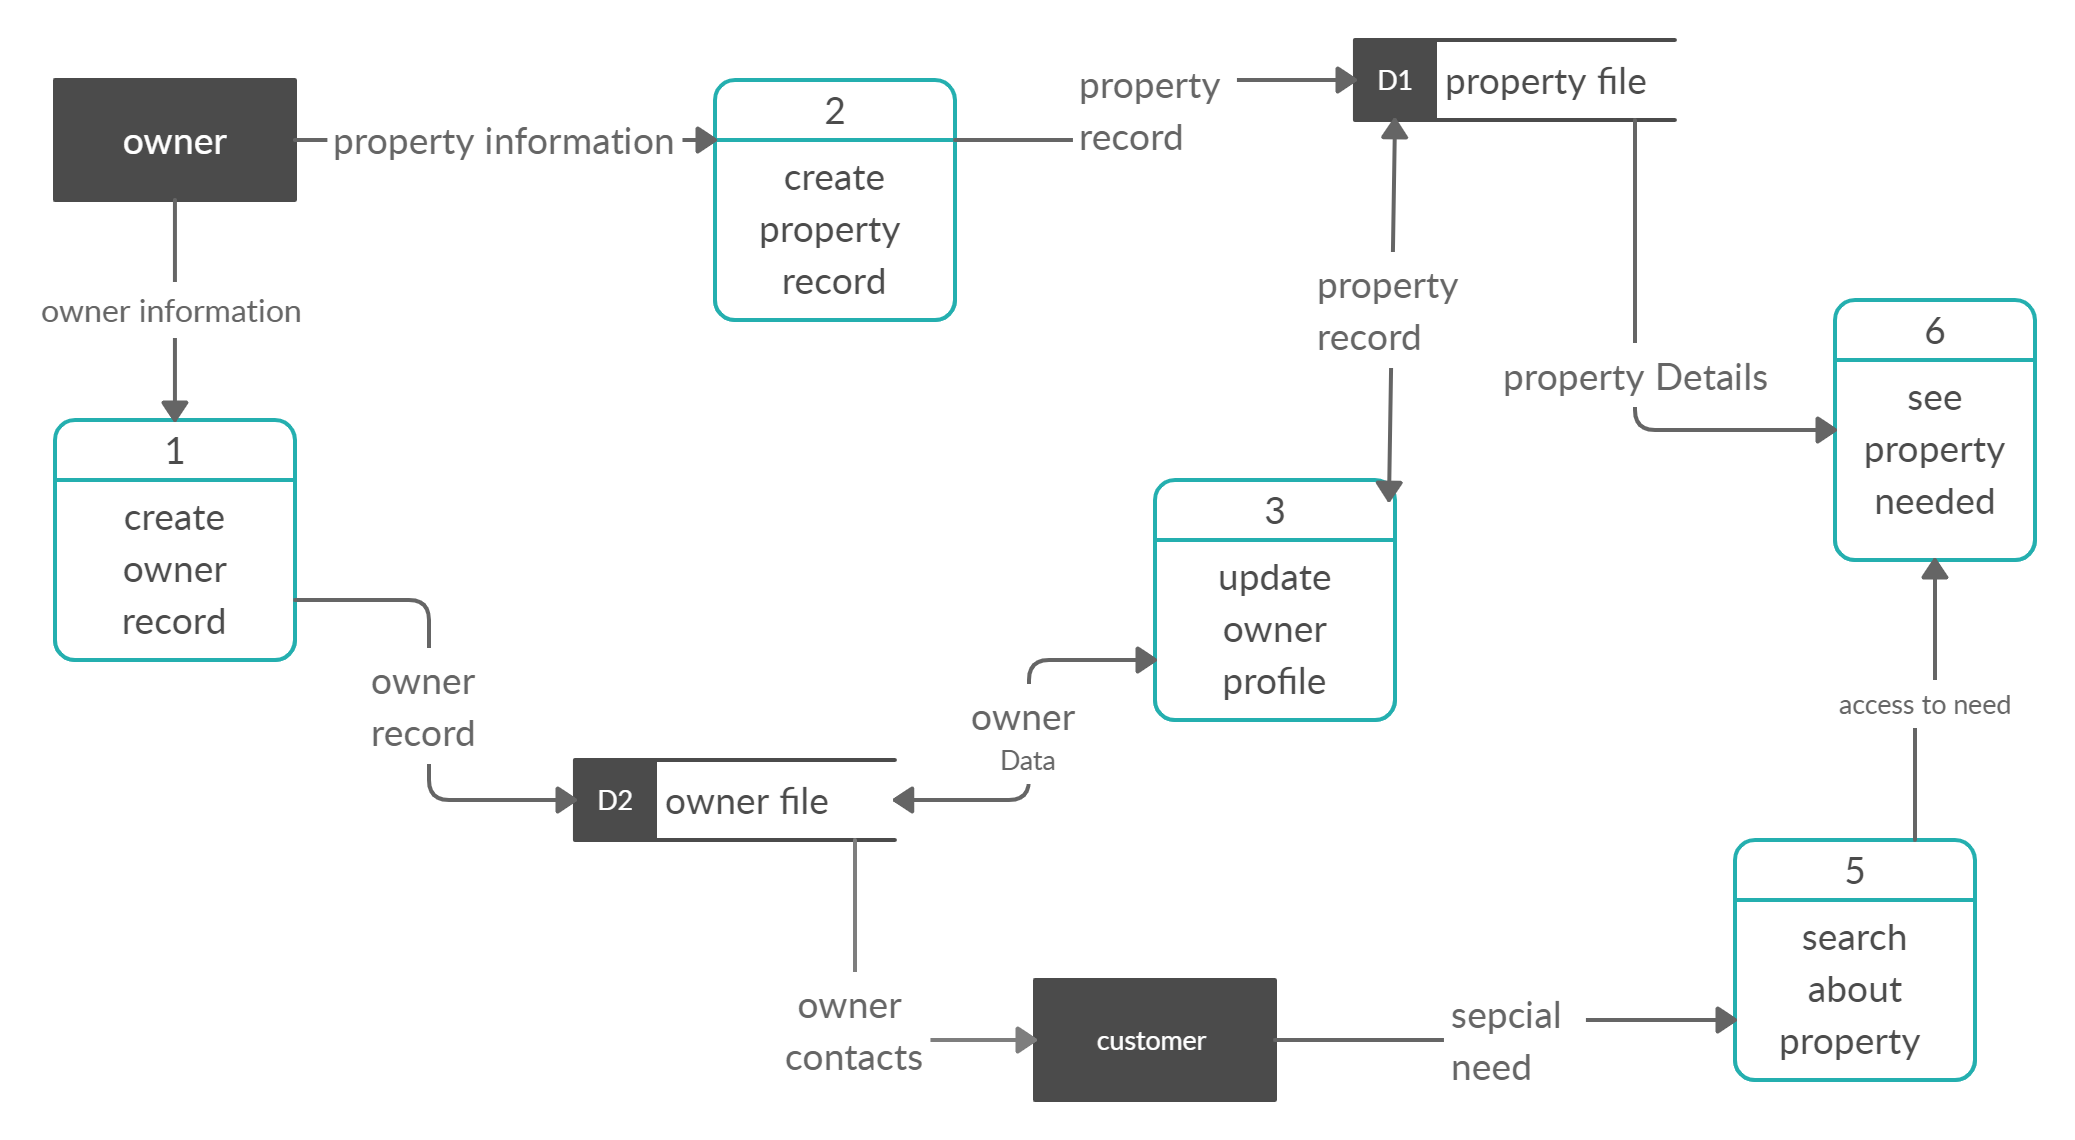 owner
property information
2
create
property
record
property
record
D1
property file
owner information
1
create
owner
record
property
record
property Details
6
see
property
needed
3
update
owner
profile
owner
record
owner
Data
D2
owner file
access to need
owner
contacts
customer
sepcial
need
5
search
about
property